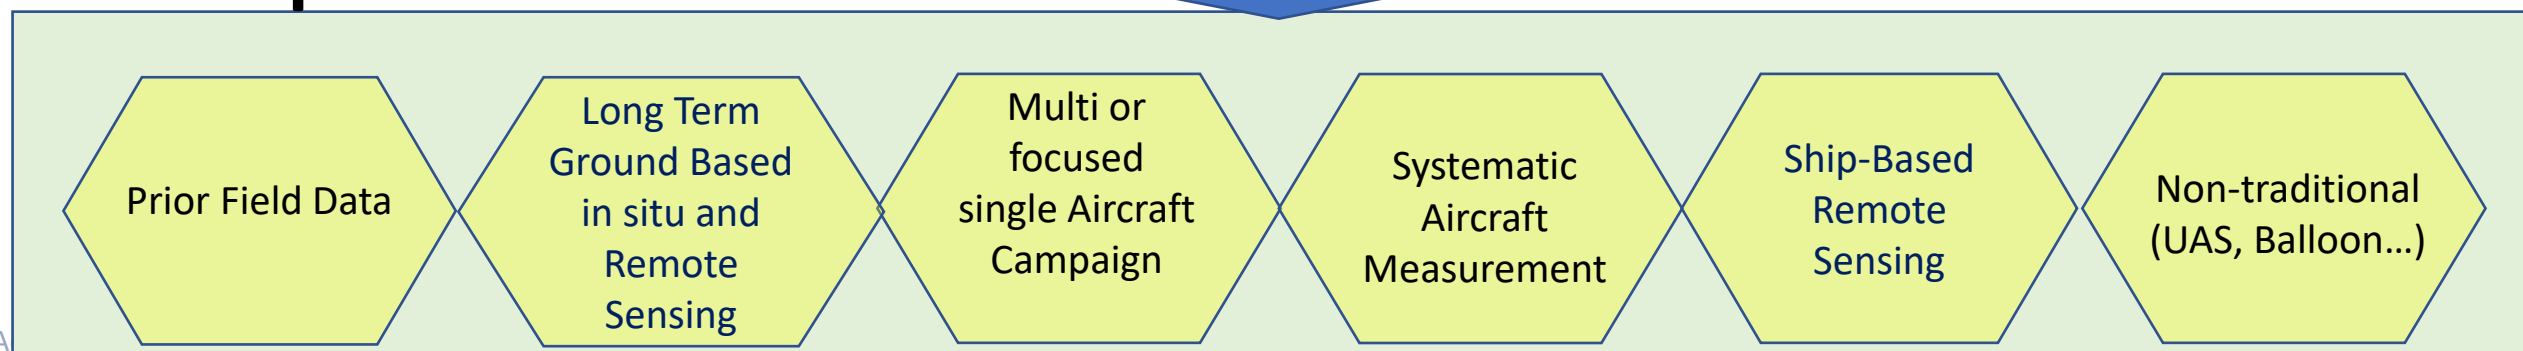 Prior Field Data
Long Term
Ground Based
in situ and
Remote
Sensing
Multi or
focused
single Aircraft
Campaign
Systematic
Aircraft
Measurement
Ship-Based
Remote
Sensing
Non-traditional
(UAS, Balloon…)